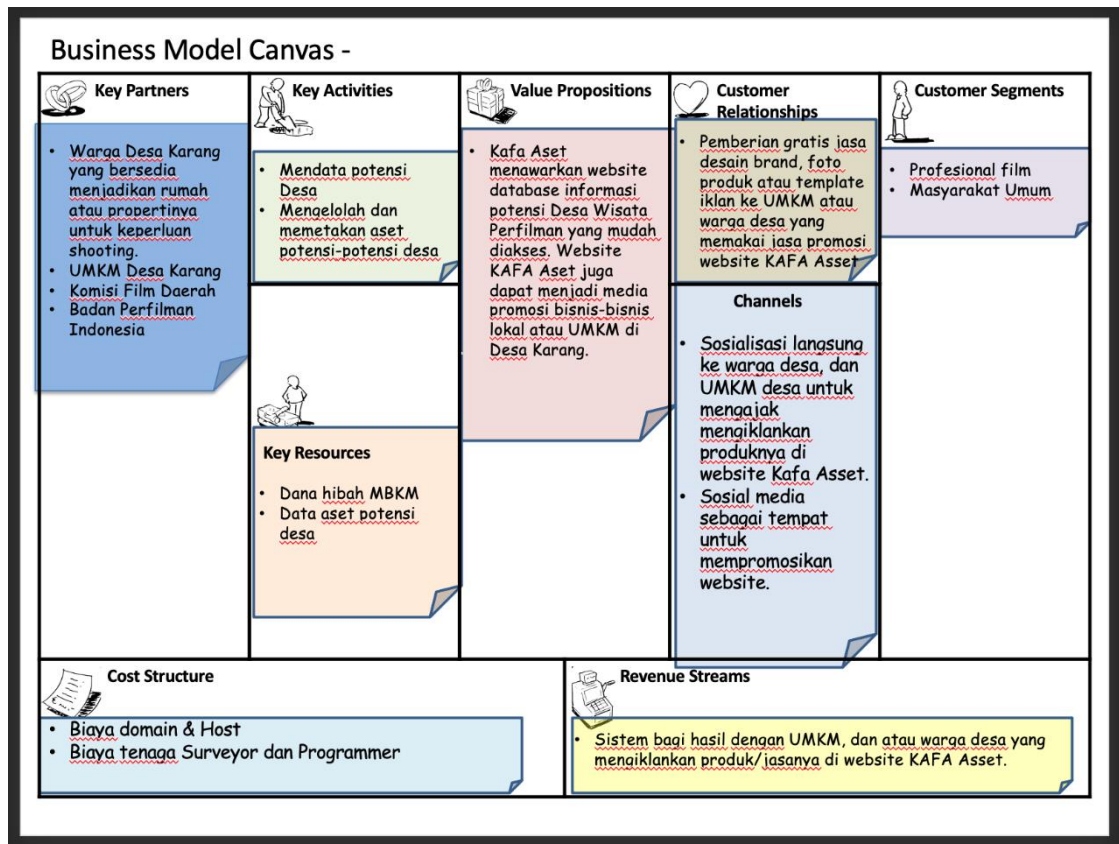 Business Model Canvas -
Key Partners
• Warga Desa Karang
yang bersedia
menjadikan rumah
atau propertinya
untuk keperluan
shooting.
• UMKM Desa Karang
• Komisi Film Daerah
• Badan Perfilman
Indonesia
Key Activities
• Mendata potensi
Desa
• Mengelolah dan
memetakan aset
potensi-potensi desa
Key Resources
• Dana hibah MBKM
• Data aset potensi
desa
Value Propositions
• Kafa Aset
menawarkan website
database informasi
potensi Desa Wisata
Perfilman yang mudah
diakses. Website
KAFA Aset juga
dapat menjadi media
promosi bisnis-bisnis
lokal atau UMKM di
Desa Karang.
Customer
Relationships
• Pemberian gratis jasa
desain brand, foto
produk atau template
iklan ke UMKM atau
warga desa yang
memakai jasa promosi
website KAFA Asset
Channels
• Sosialisasi langsung
ke warga desa, dan
UMKM desa untuk
mengajak
mengiklankan
produknya di
website Kafa Asset.
• Sosial media
sebagai tempat
untuk
mempromosikan
website.
Customer Segments
• Profesional film
• Masyarakat Umum
Cost Structure
• Biaya domain & Host
• Biaya tenaga Surveyor dan Programmer
Revenue Streams
• Sistem bagi hasil dengan UMKM, dan atau warga desa yang
mengiklankan produk/jasanya di website KAFA Asset.